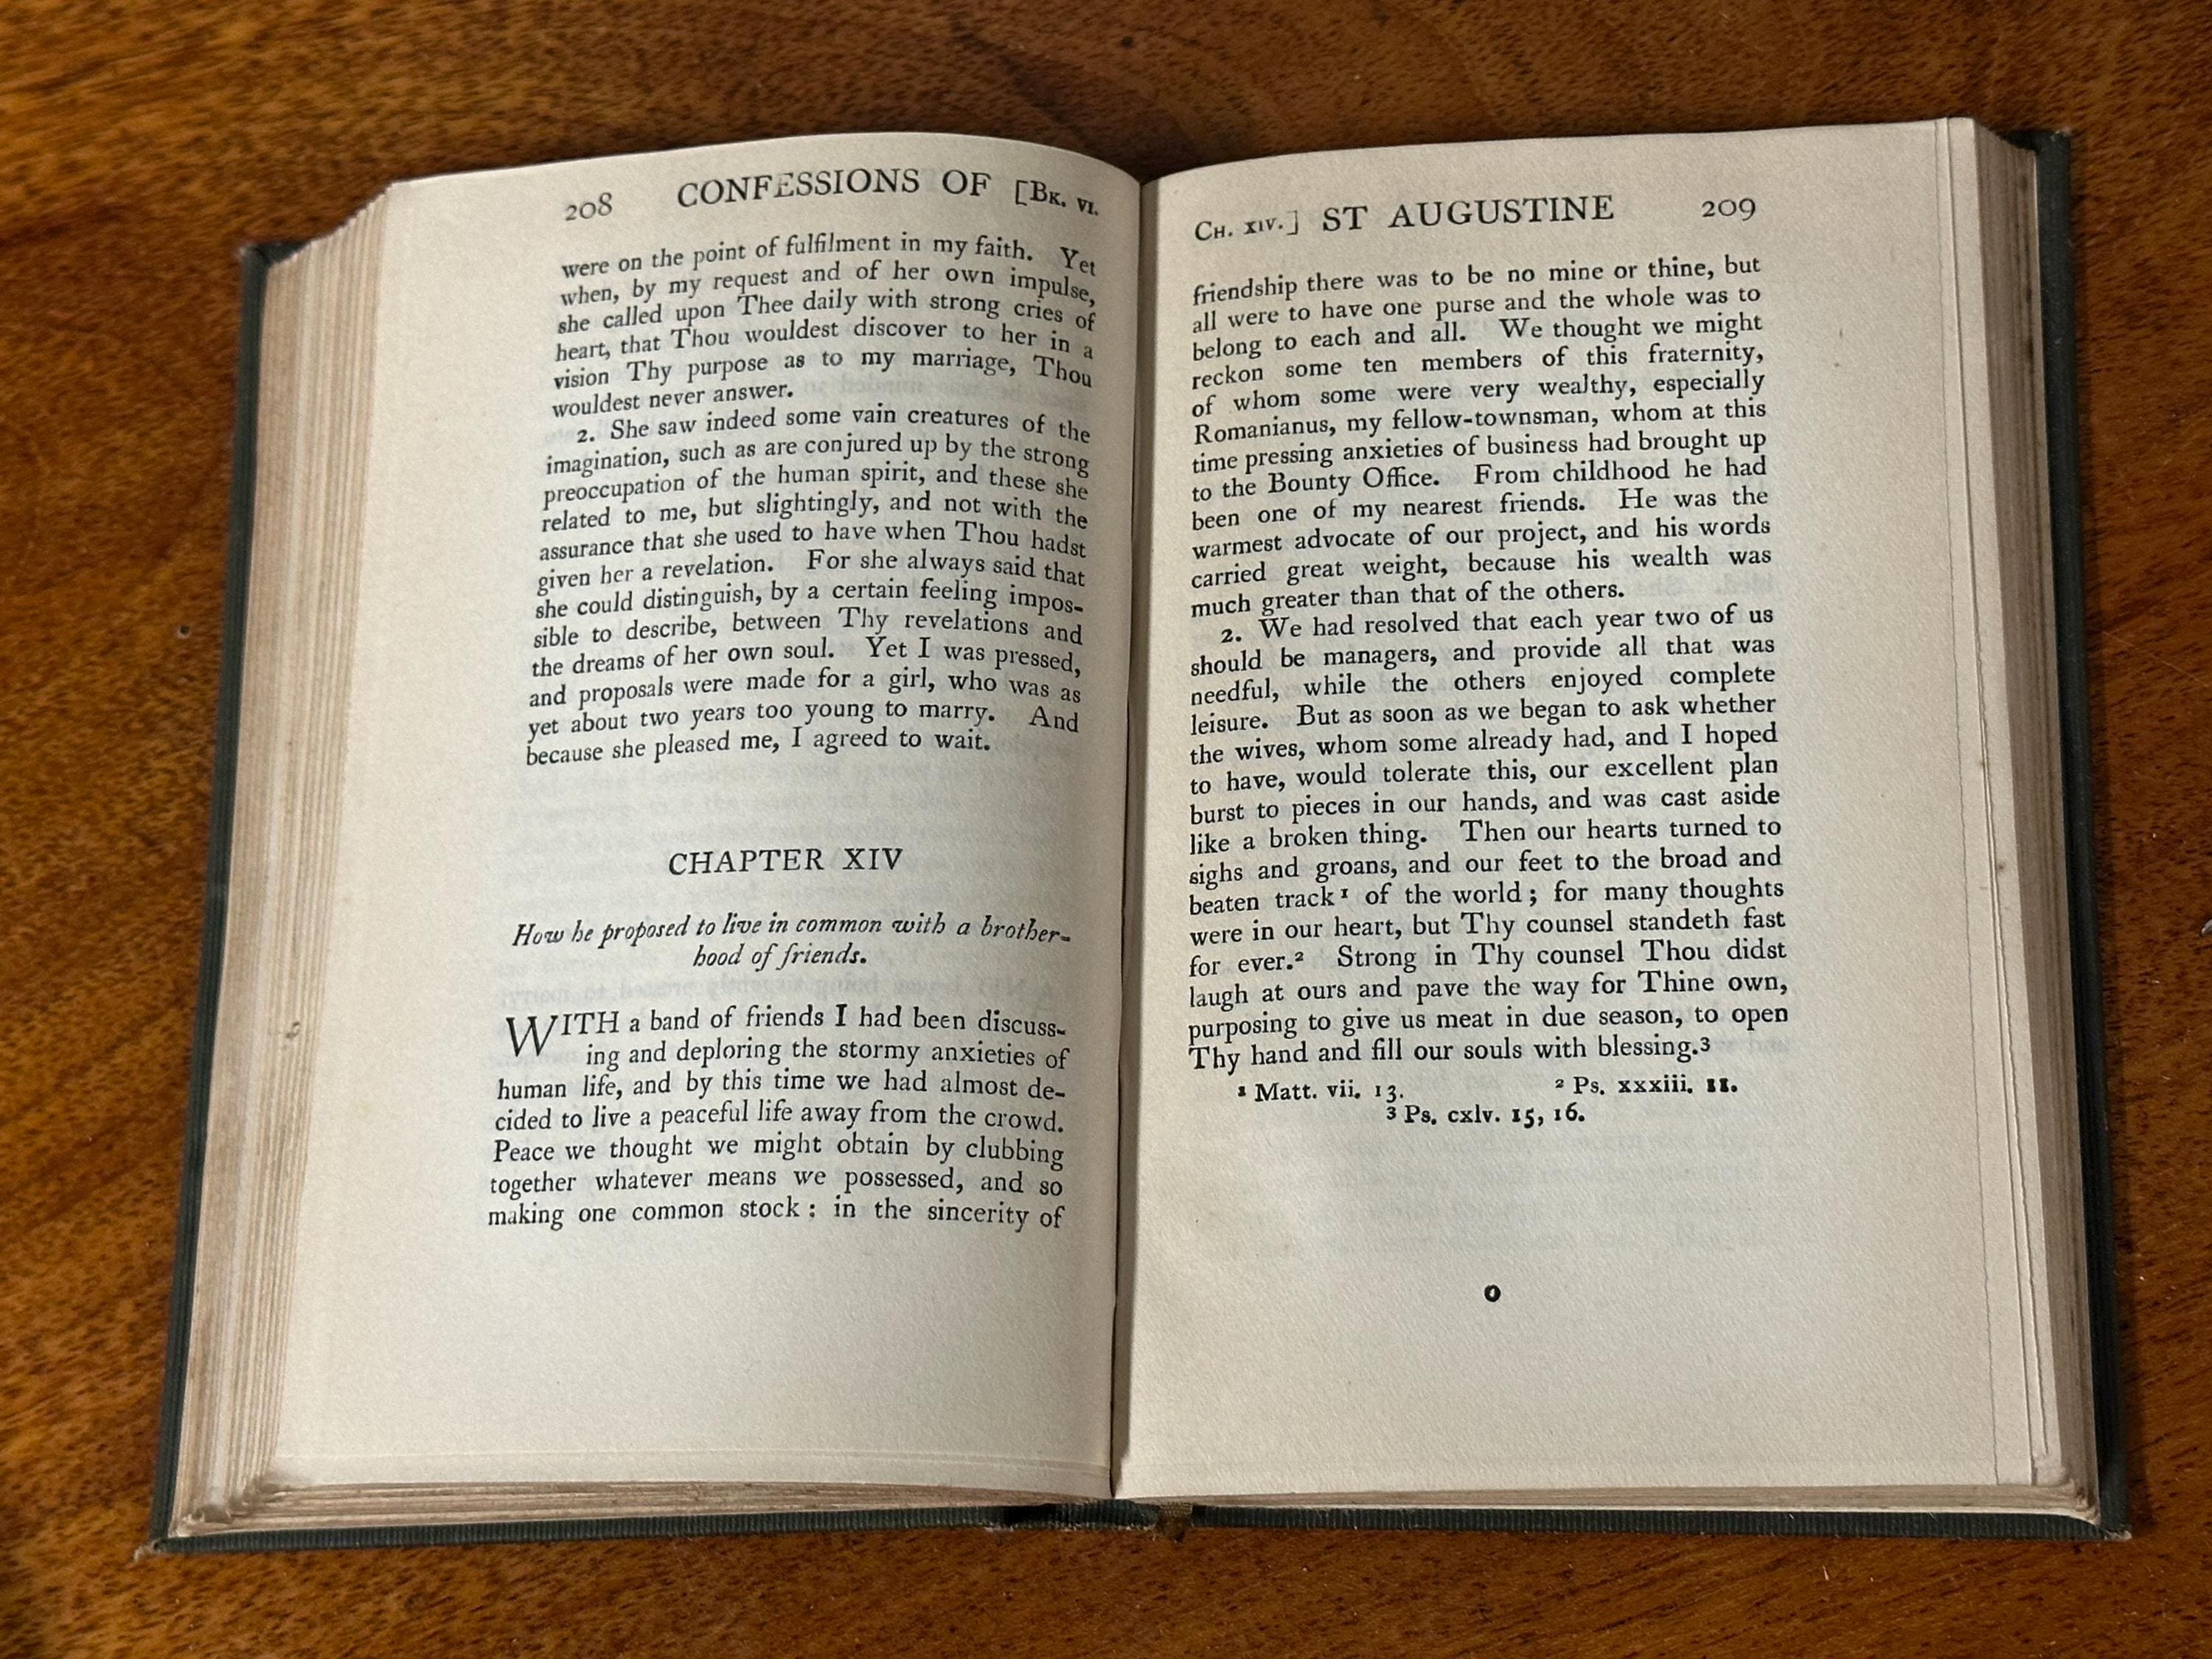 208 CONFESSIONS OF [Bk. VI.
were on the point of fulfilment in my faith. Yet
when, by my request and of her own impulse,
she called upon Thee daily with strong cries of
heart, that Thou wouldest discover to her in a
vision Thy purpose as to my marriage, Thou
wouldest never answer.
2. She saw indeed some vain creatures of the
imagination, such as are conjured up by the strong
preoccupation of the human spirit, and these she
related to me, but slightingly, and not with the
assurance that she used to have when Thou hadst
given her a revelation. For she always said that
she could distinguish, by a certain feeling impos-
sible to describe, between Thy revelations and
the dreams of her own soul. Yet I was pressed,
and proposals were made for a girl, who was as
yet about two years too young to marry. And
because she pleased me, I agreed to wait.
CHAPTER XIV
How he proposed to live in common with a brother-
hood of friends.
WITH a band of friends I had been discuss-
ing and deploring the stormy anxieties of
human life, and by this time we had almost de-
cided to live a peaceful life away from the crowd.
Peace we thought we might obtain by clubbing
together whatever means we possessed, and so
making one common stock : in the sincerity of
CH. XIV.] ST AUGUSTINE 209
friendship there was to be no mine or thine, but
all were to have one purse and the whole was to
belong to each and all. We thought we might
reckon some ten members of this fraternity,
of whom some were very wealthy, especially
Romanianus, my fellow-townsman, whom at this
time pressing anxieties of business had brought up
to the Bounty Office. From childhood he had
been one of my nearest friends. He was the
warmest advocate of our project, and his words
carried great weight, because his wealth was
much greater than that of the others.
2. We had resolved that each year two of us
should be managers, and provide all that was
needful, while the others enjoyed complete
leisure. But as soon as we began to ask whether
the wives, whom some already had, and I hoped
to have, would tolerate this, our excellent plan
burst to pieces in our hands, and was cast aside
like a broken thing. Then our hearts turned to
sighs and groans, and our feet to the broad and
beaten track¹ of the world ; for many thoughts
were in our heart, but Thy counsel standeth fast
for ever.² Strong in Thy counsel Thou didst
laugh at ours and pave the way for Thine own,
purposing to give us meat in due season, to open
Thy hand and fill our souls with blessing.³
¹ Matt. vii. 13. ² Ps. xxxiii. 11.
³ Ps. cxlv. 15, 16.
O